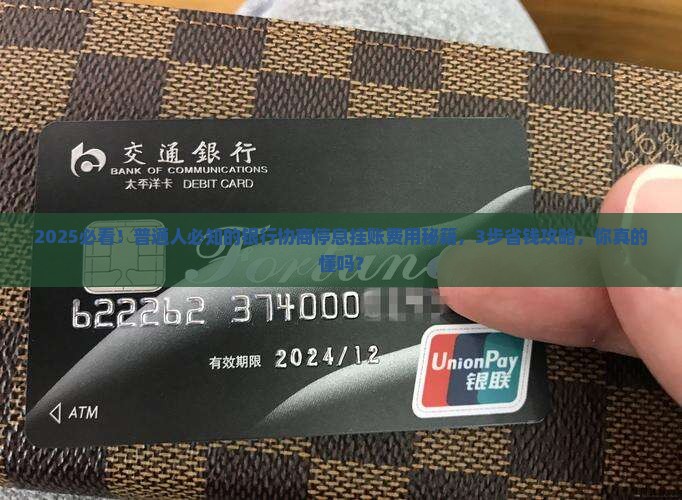 交通銀行
BANK OF COMMUNICATIONS
太平洋卡 DEBIT CARD
2025必看！普通人必知的银行协商停息挂账费用秘籍，3步省钱攻略，你真的
懂吗？
Fortune
622262 374000
有效期限 2024/12
UnionPay
银联
ATM